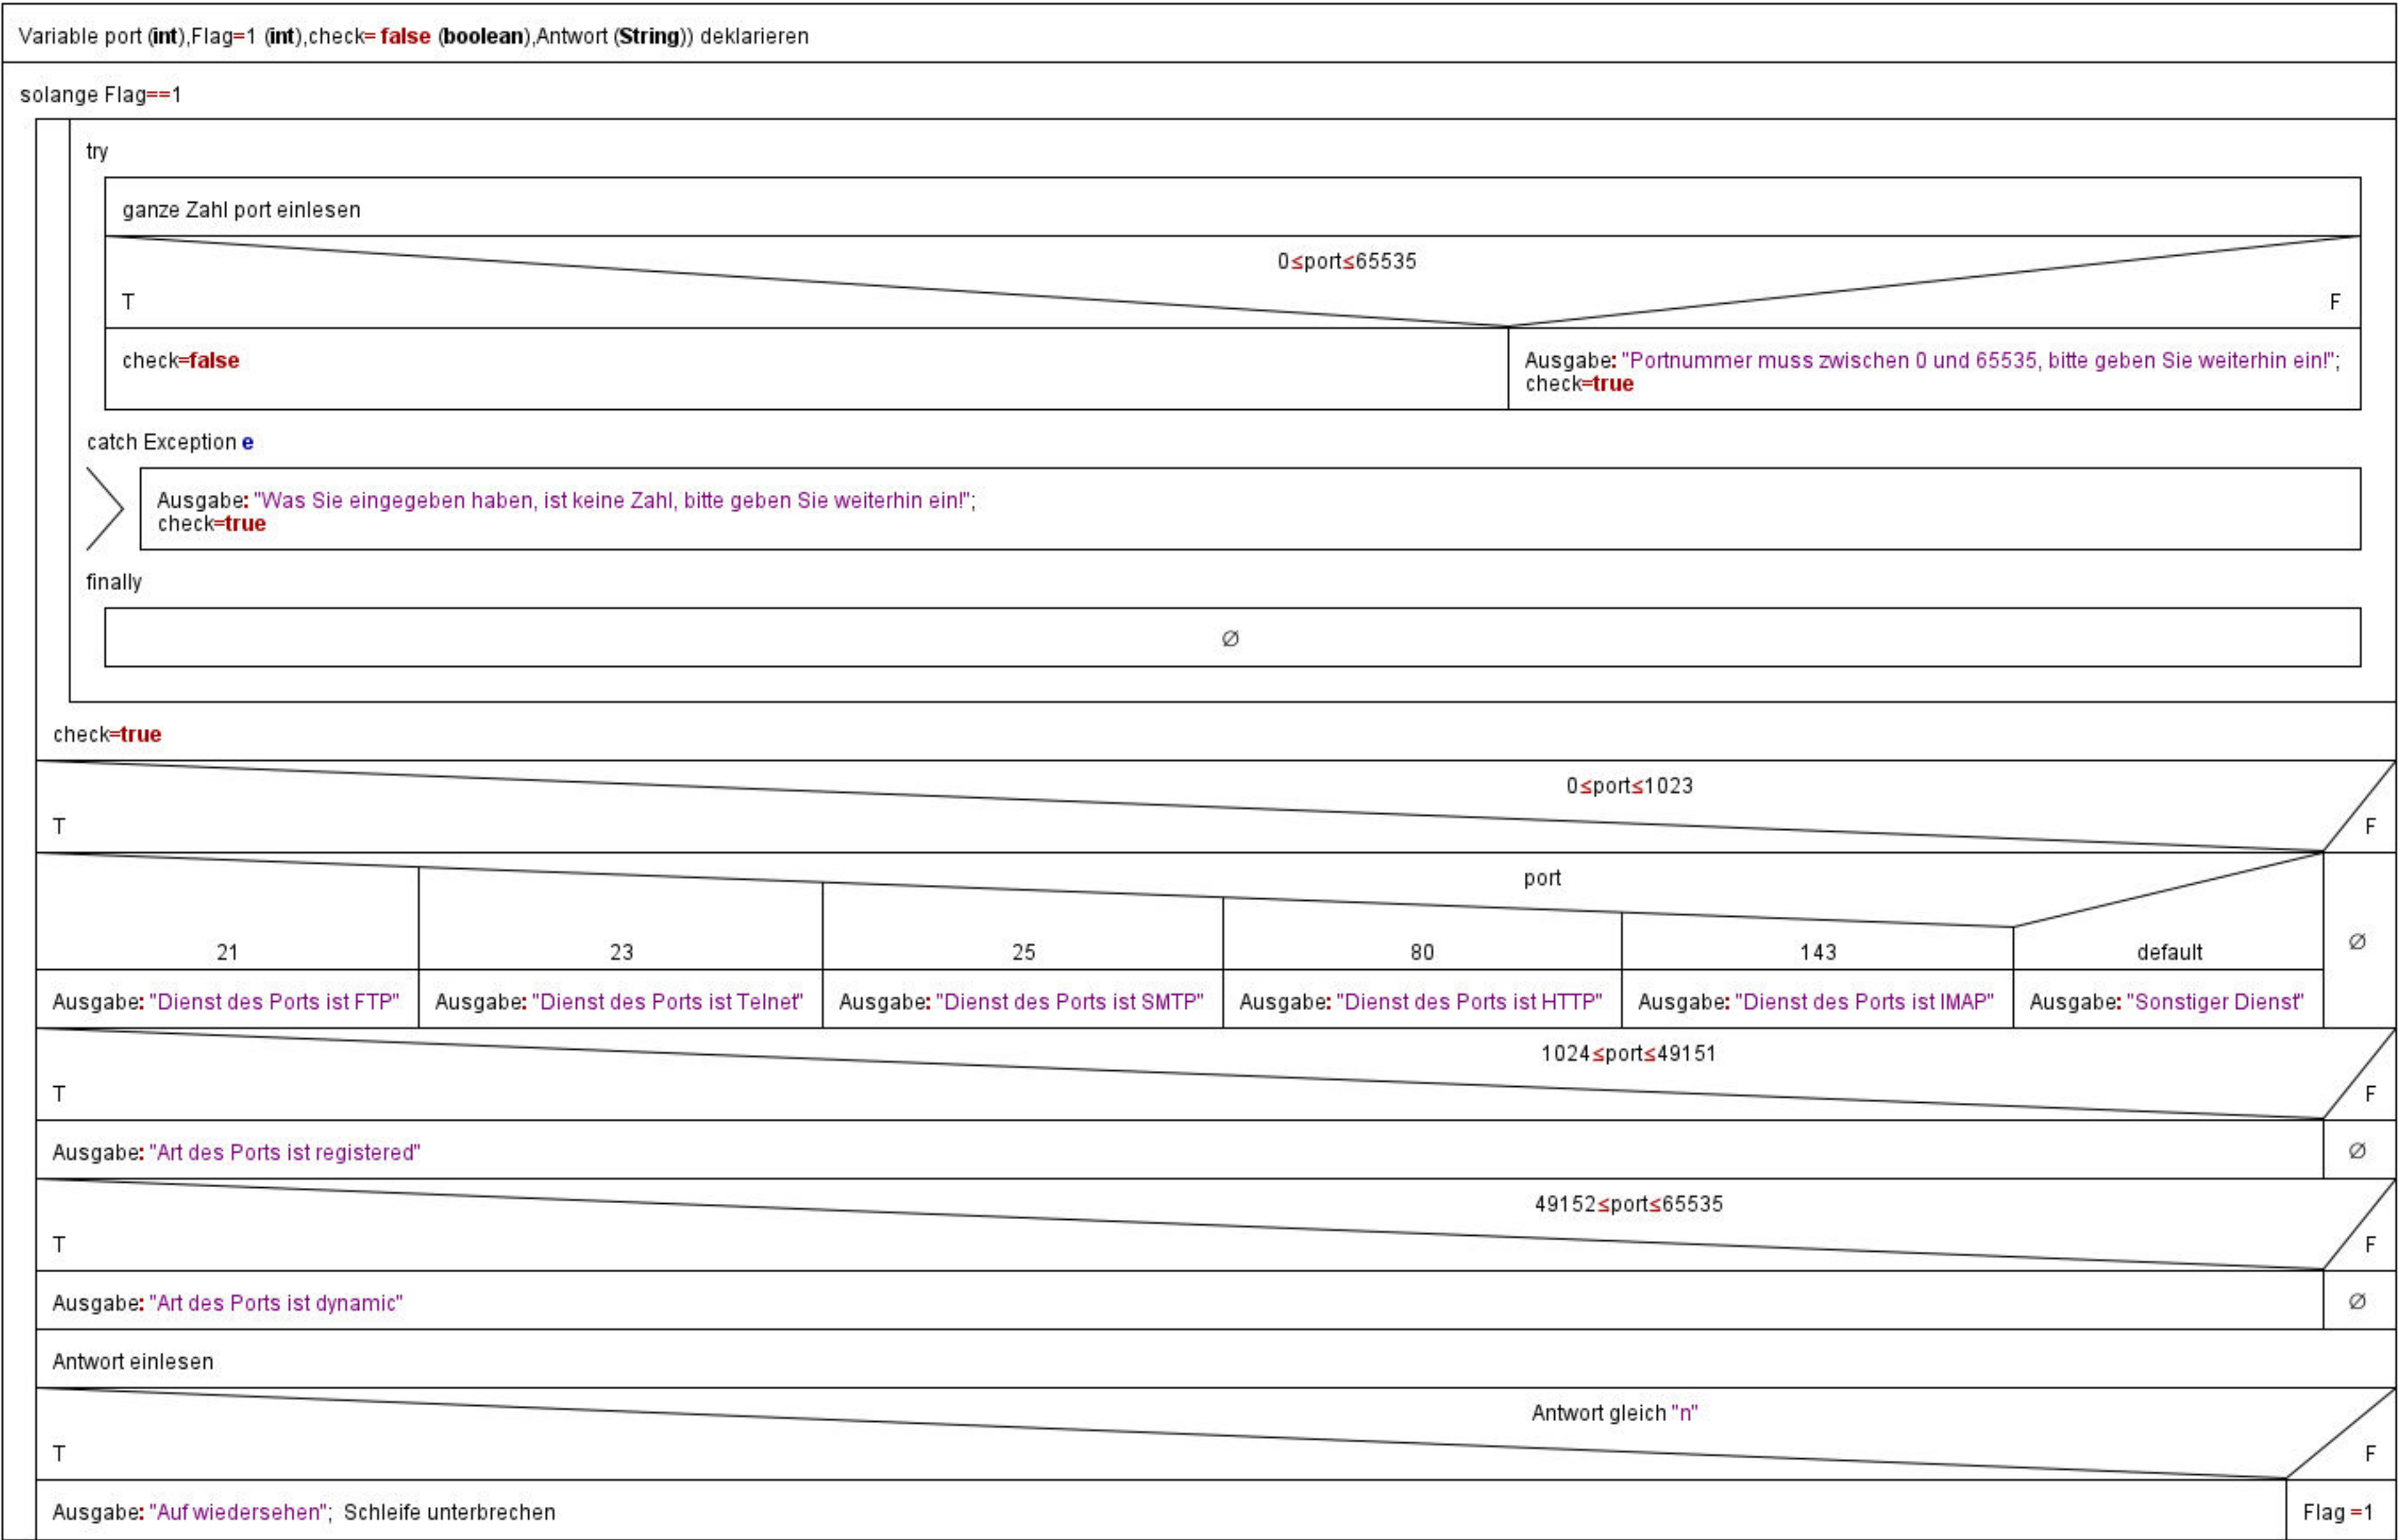 Variable port (int),Flag=1 (int),check= false (boolean),Antwort (String)) deklarieren
solange Flag==1
try
ganze Zahl port einlesen
0≤port≤65535
T
F
check=false
Ausgabe: "Portnummer muss zwischen 0 und 65535, bitte geben Sie weiterhin ein!";
check=true
catch Exception e
Ausgabe: "Was Sie eingegeben haben, ist keine Zahl, bitte geben Sie weiterhin ein!";
check=true
finally
∅
check=true
0≤port≤1023
T
F
port
21
23
25
80
143
default
∅
Ausgabe: "Dienst des Ports ist FTP"
Ausgabe: "Dienst des Ports ist Telnet"
Ausgabe: "Dienst des Ports ist SMTP"
Ausgabe: "Dienst des Ports ist HTTP"
Ausgabe: "Dienst des Ports ist IMAP"
Ausgabe: "Sonstiger Dienst"
1024≤port≤49151
T
F
Ausgabe: "Art des Ports ist registered"
∅
49152≤port≤65535
T
F
Ausgabe: "Art des Ports ist dynamic"
∅
Antwort einlesen
Antwort gleich "n"
T
F
Ausgabe: "Auf wiedersehen"; Schleife unterbrechen
Flag =1